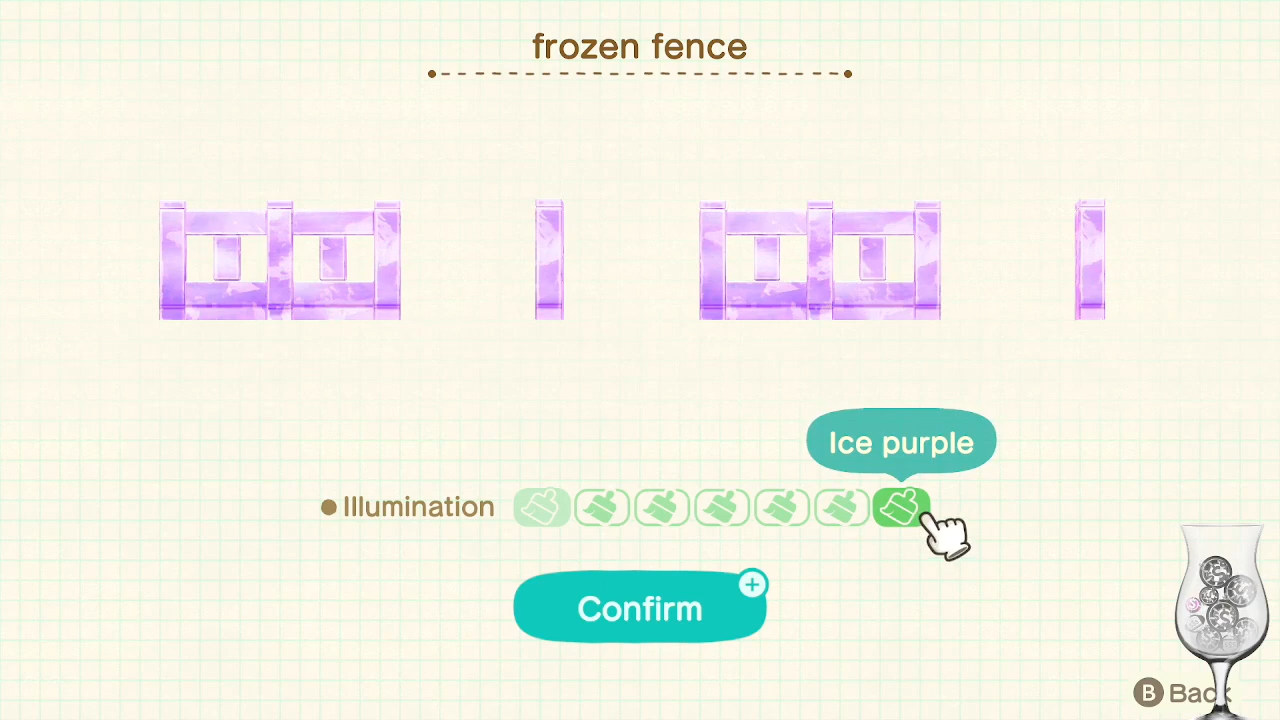 frozen fence
Ice purple
Illumination
+
Confirm
B Back